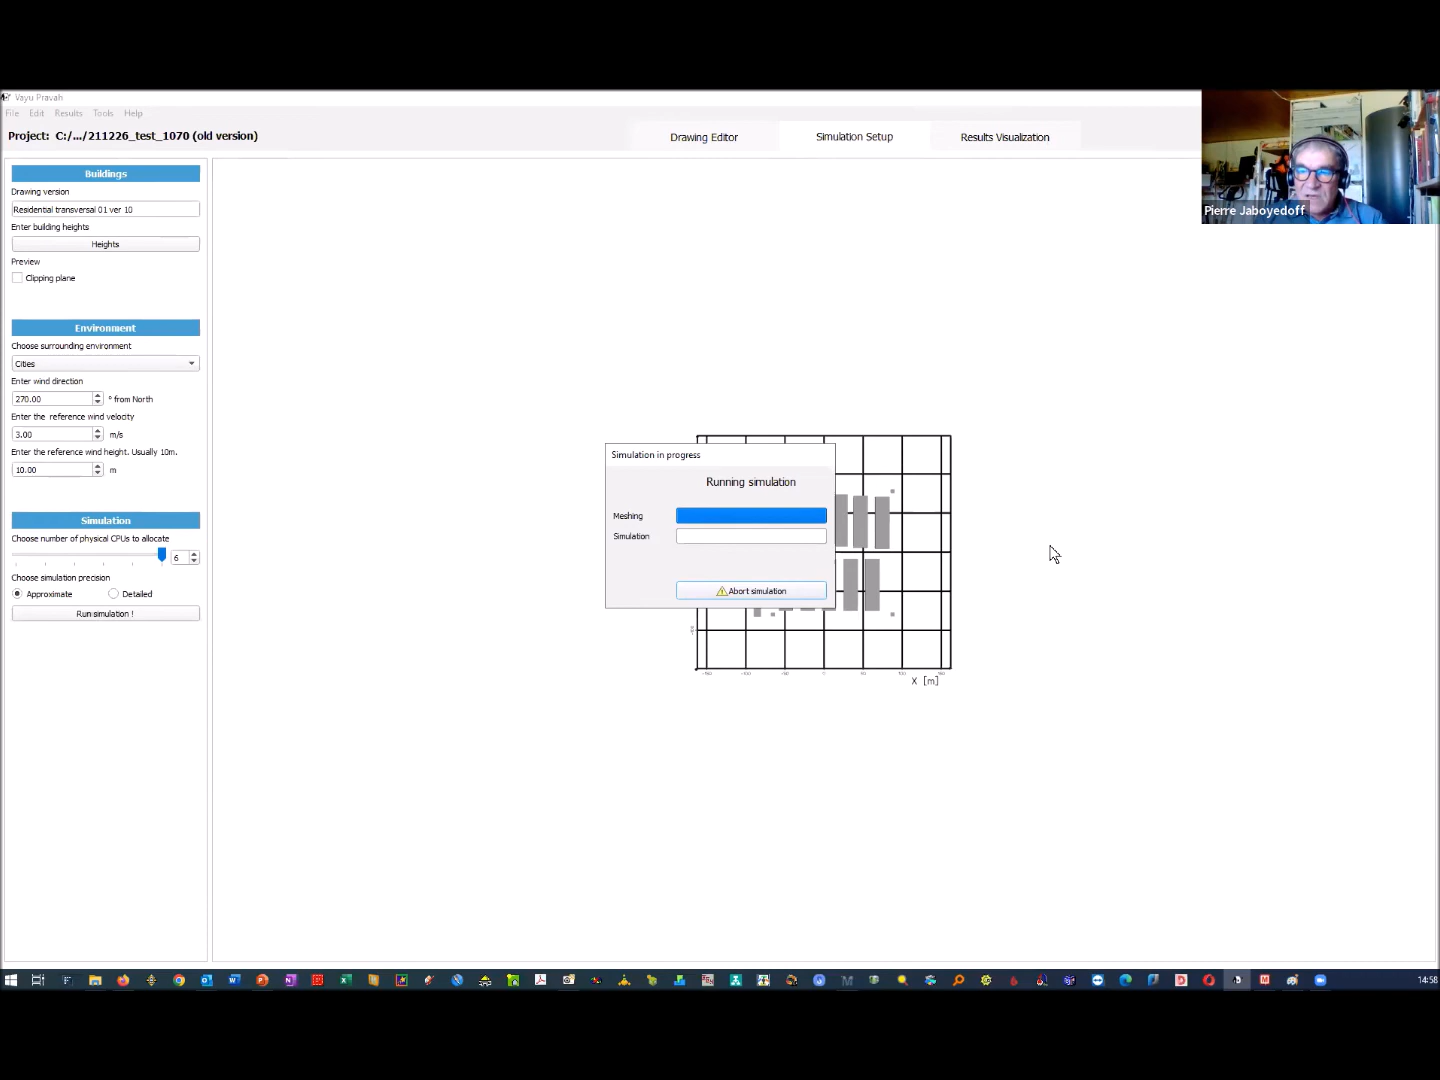 Vayu Pravah
File Edit Results Tools Help
Project: C:/.../211226_test_1070 (old version)
Drawing Editor
Simulation Setup
Results Visualization
Pierre Jaboyedoff
Buildings
Drawing version
Residential transversal 01 ver 10
Enter building heights
Heights
Preview
Clipping plane
Environment
Choose surrounding environment
Cities
Enter wind direction
270.00 ° from North
Enter the reference wind velocity
3.00 m/s
Enter the reference wind height. Usually 10m.
10.00 m
Simulation
Choose number of physical CPUs to allocate
6
Choose simulation precision
Approximate Detailed
Run simulation !
Simulation in progress
Running simulation
Meshing
Simulation
Abort simulation
X [m]
14:58